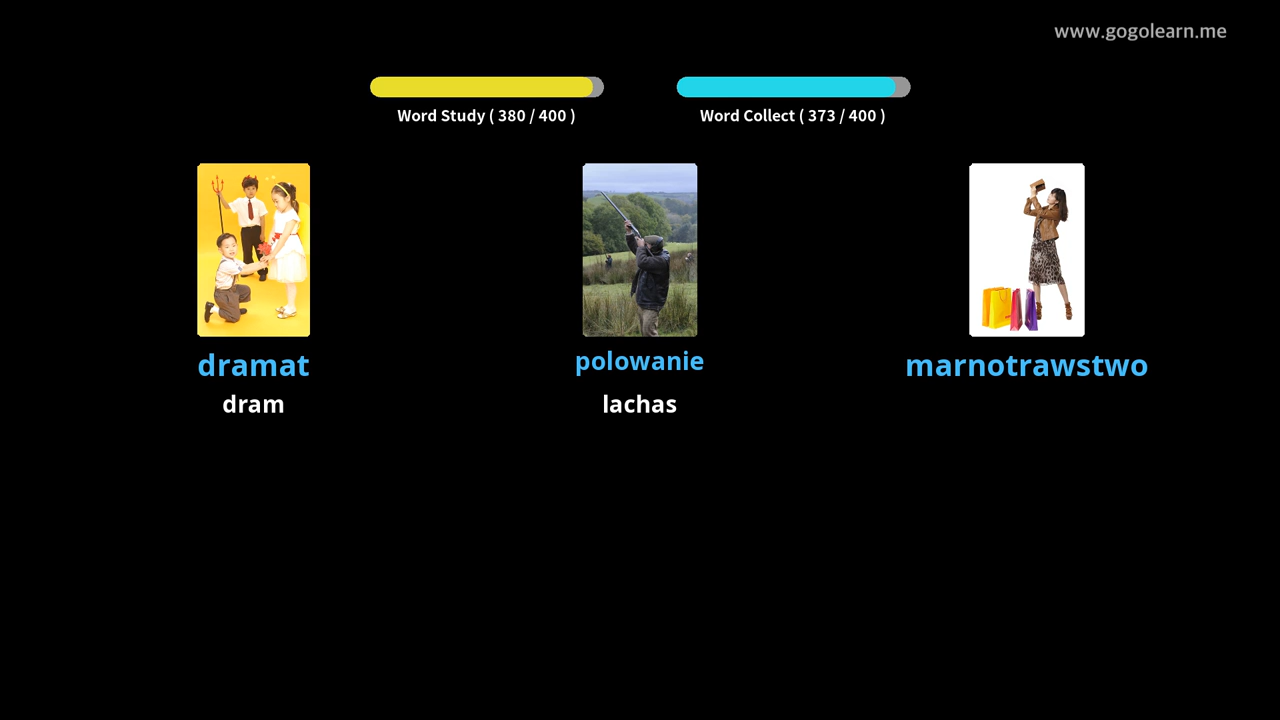 www.gogolearn.me
Word Study ( 380 / 400 )
Word Collect ( 373 / 400 )
dramat
dram
polowanie
lachas
marnotrawstwo